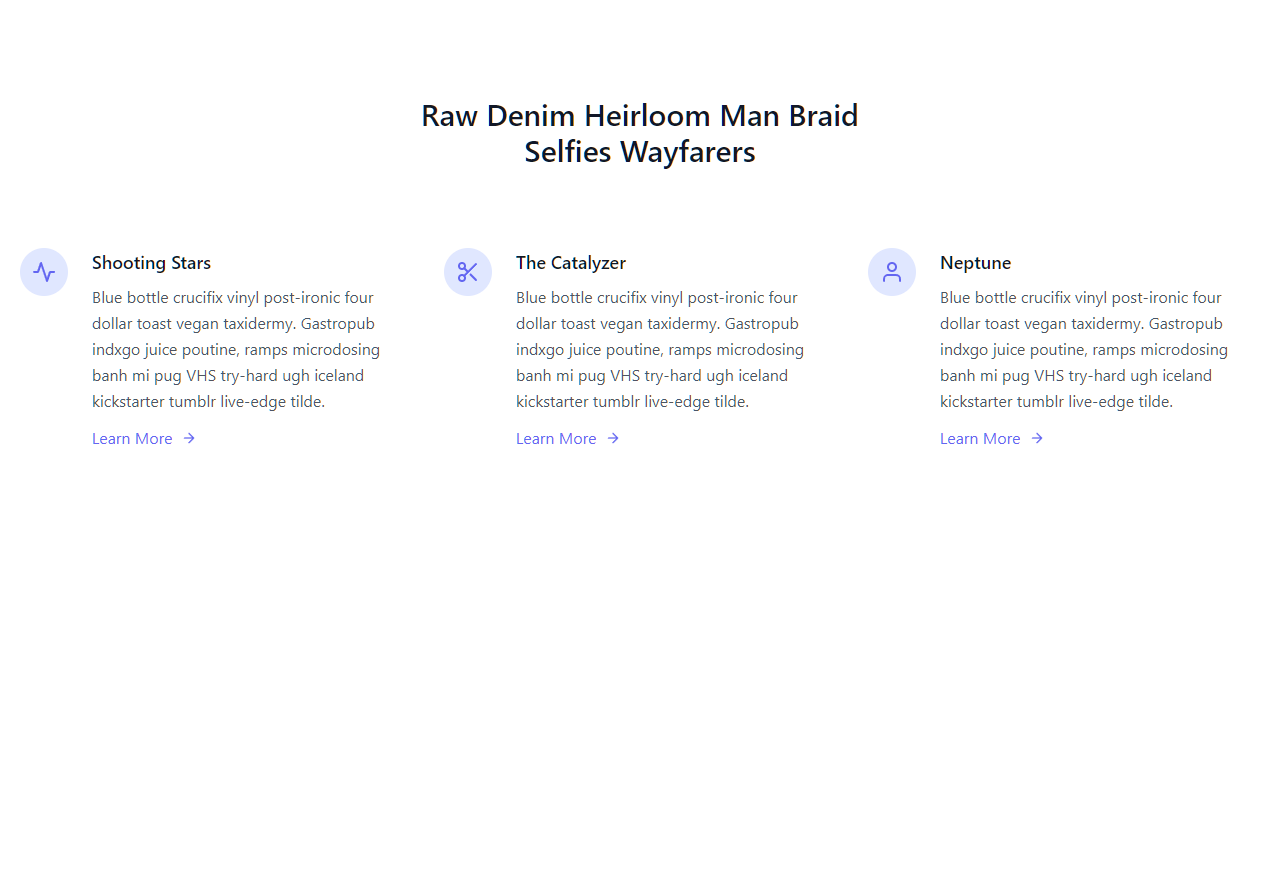 Raw Denim Heirloom Man Braid
Selfies Wayfarers
Shooting Stars
Blue bottle crucifix vinyl post-ironic four
dollar toast vegan taxidermy. Gastropub
indxgo juice poutine, ramps microdosing
banh mi pug VHS try-hard ugh iceland
kickstarter tumblr live-edge tilde.
Learn More
The Catalyzer
Blue bottle crucifix vinyl post-ironic four
dollar toast vegan taxidermy. Gastropub
indxgo juice poutine, ramps microdosing
banh mi pug VHS try-hard ugh iceland
kickstarter tumblr live-edge tilde.
Learn More
Neptune
Blue bottle crucifix vinyl post-ironic four
dollar toast vegan taxidermy. Gastropub
indxgo juice poutine, ramps microdosing
banh mi pug VHS try-hard ugh iceland
kickstarter tumblr live-edge tilde.
Learn More